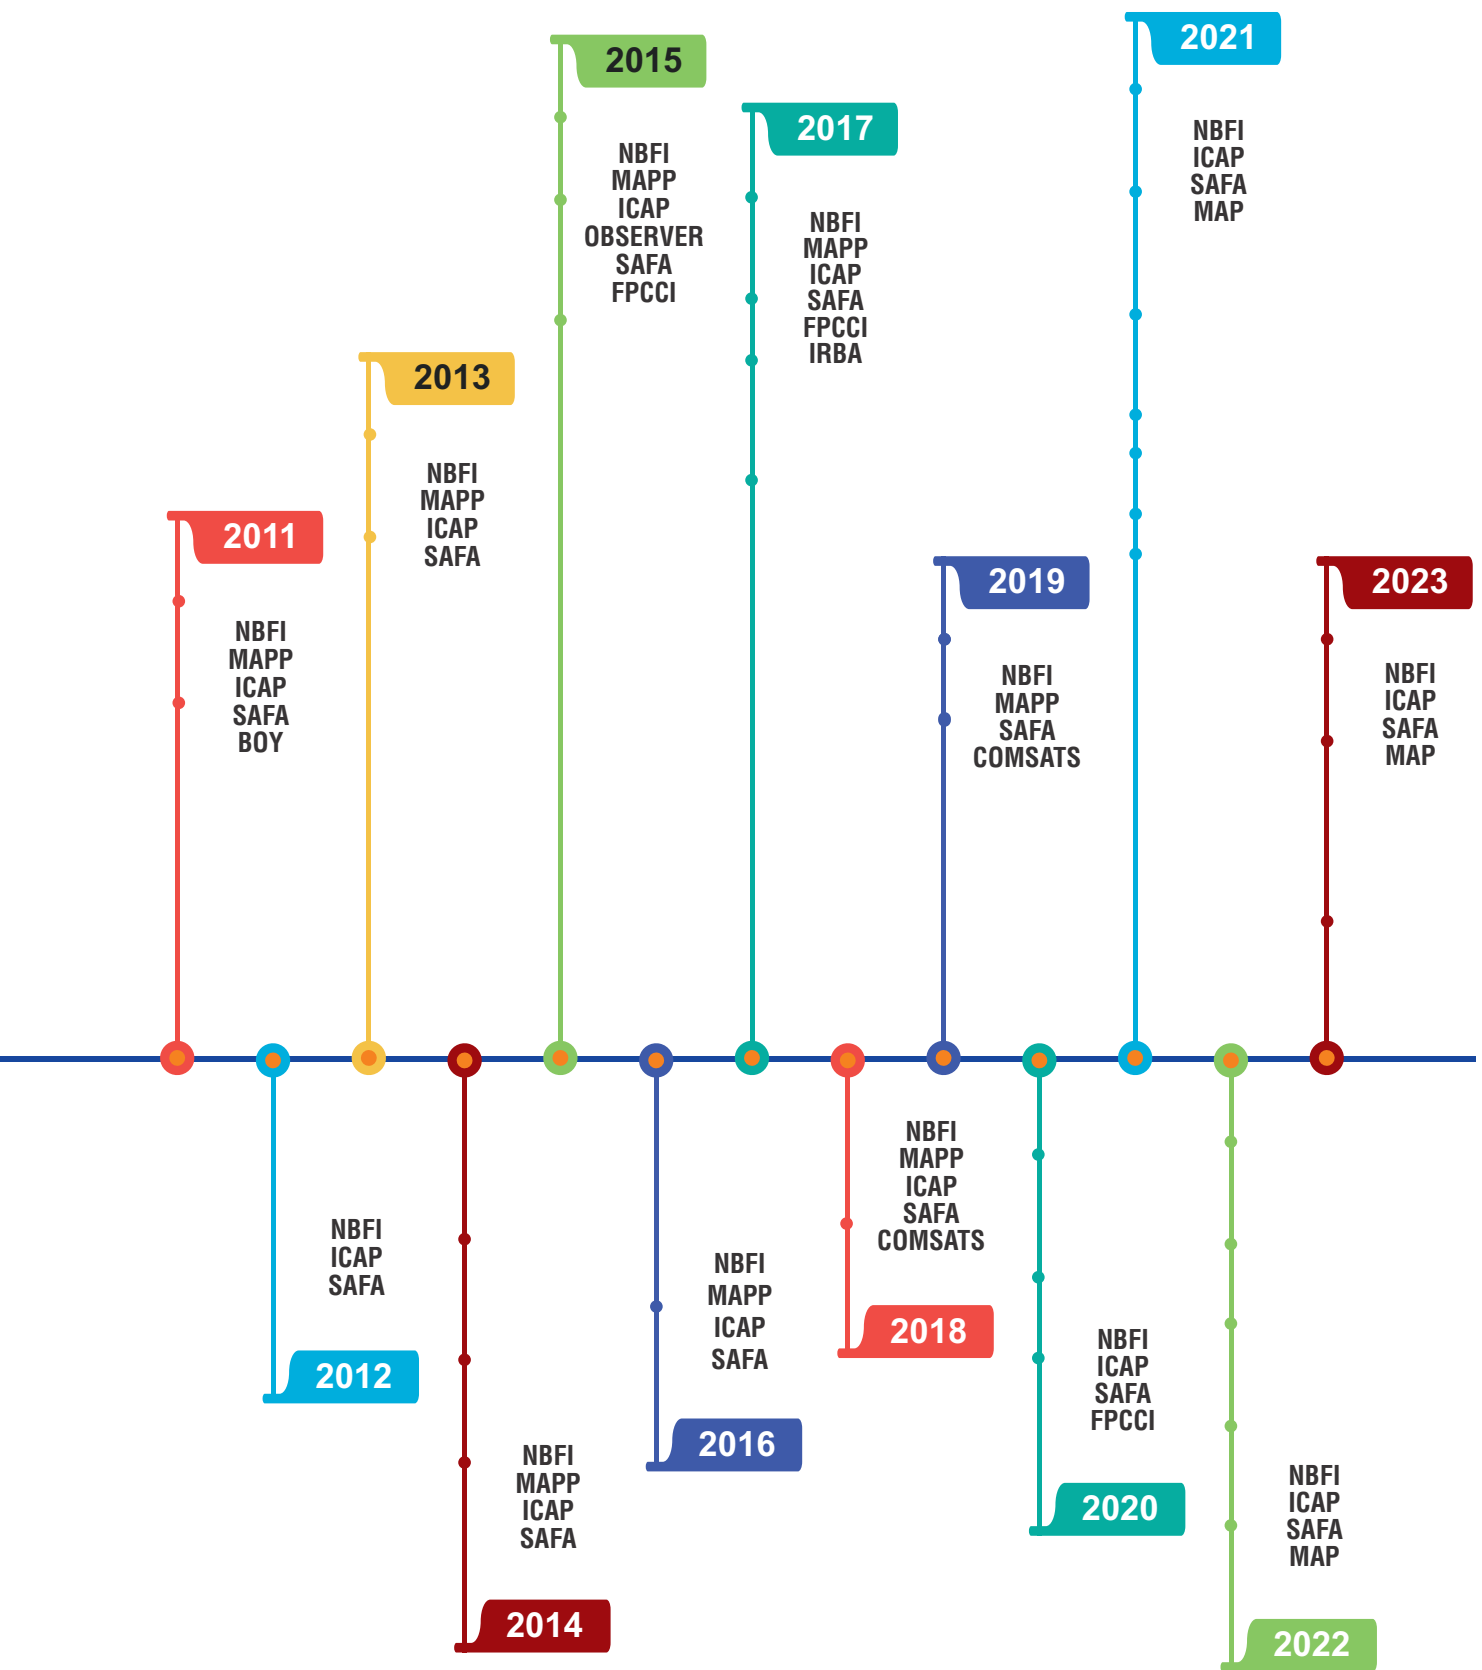 2011
NBFI
MAPP
ICAP
SAFA
BOY
2012
NBFI
ICAP
SAFA
2013
NBFI
MAPP
ICAP
SAFA
2014
NBFI
MAPP
ICAP
SAFA
2015
NBFI
MAPP
ICAP
OBSERVER
SAFA
FPCCI
2016
NBFI
MAPP
ICAP
SAFA
2017
NBFI
MAPP
ICAP
SAFA
FPCCI
IRBA
2018
NBFI
MAPP
ICAP
SAFA
COMSATS
2019
NBFI
MAPP
SAFA
COMSATS
2020
NBFI
ICAP
SAFA
FPCCI
2021
NBFI
ICAP
SAFA
MAP
2022
NBFI
ICAP
SAFA
MAP
2023
NBFI
ICAP
SAFA
MAP